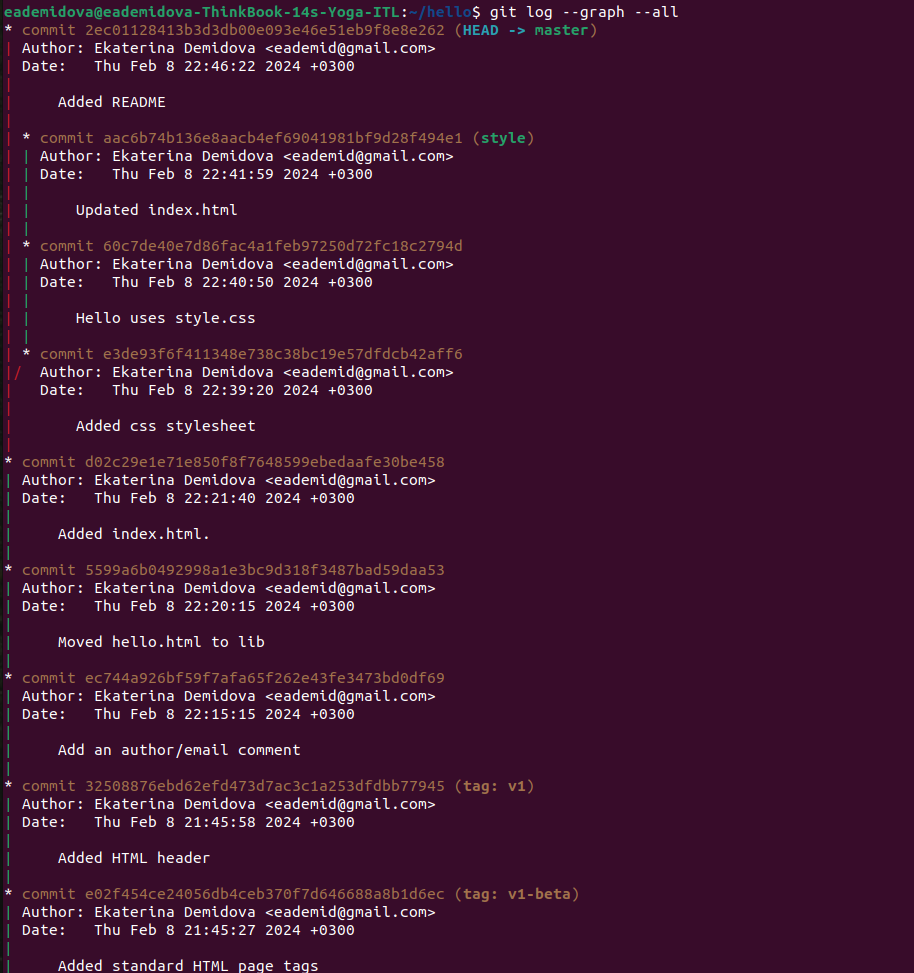 eademidova@eademidova-ThinkBook-14s-Yoga-ITL:~/hello$ git log --graph --all
* commit 2ec01128413b3d3db00e093e46e51eb9f8e8e262 (HEAD -> master)
| Author: Ekaterina Demidova <eademid@gmail.com>
| Date:   Thu Feb 8 22:46:22 2024 +0300
|
|     Added README
|
| * commit aac6b74b136e8aacb4ef69041981bf9d28f494e1 (style)
| | Author: Ekaterina Demidova <eademid@gmail.com>
| | Date:   Thu Feb 8 22:41:59 2024 +0300
| |
| |     Updated index.html
| |
| * commit 60c7de40e7d86fac4a1feb97250d72fc18c2794d
| | Author: Ekaterina Demidova <eademid@gmail.com>
| | Date:   Thu Feb 8 22:40:50 2024 +0300
| |
| |     Hello uses style.css
| |
| * commit e3de93f6f411348e738c38bc19e57dfdcb42aff6
|/  Author: Ekaterina Demidova <eademid@gmail.com>
|   Date:   Thu Feb 8 22:39:20 2024 +0300
|
|       Added css stylesheet
|
* commit d02c29e1e71e850f8f7648599ebedaafe30be458
| Author: Ekaterina Demidova <eademid@gmail.com>
| Date:   Thu Feb 8 22:21:40 2024 +0300
|
|     Added index.html.
|
* commit 5599a6b0492998a1e3bc9d318f3487bad59daa53
| Author: Ekaterina Demidova <eademid@gmail.com>
| Date:   Thu Feb 8 22:20:15 2024 +0300
|
|     Moved hello.html to lib
|
* commit ec744a926bf59f7afa65f262e43fe3473bd0df69
| Author: Ekaterina Demidova <eademid@gmail.com>
| Date:   Thu Feb 8 22:15:15 2024 +0300
|
|     Add an author/email comment
|
* commit 32508876ebd62efd473d7ac3c1a253dfdbb77945 (tag: v1)
| Author: Ekaterina Demidova <eademid@gmail.com>
| Date:   Thu Feb 8 21:45:58 2024 +0300
|
|     Added HTML header
|
* commit e02f454ce24056db4ceb370f7d646688a8b1d6ec (tag: v1-beta)
| Author: Ekaterina Demidova <eademid@gmail.com>
| Date:   Thu Feb 8 21:45:27 2024 +0300
|
|     Added standard HTML page tags